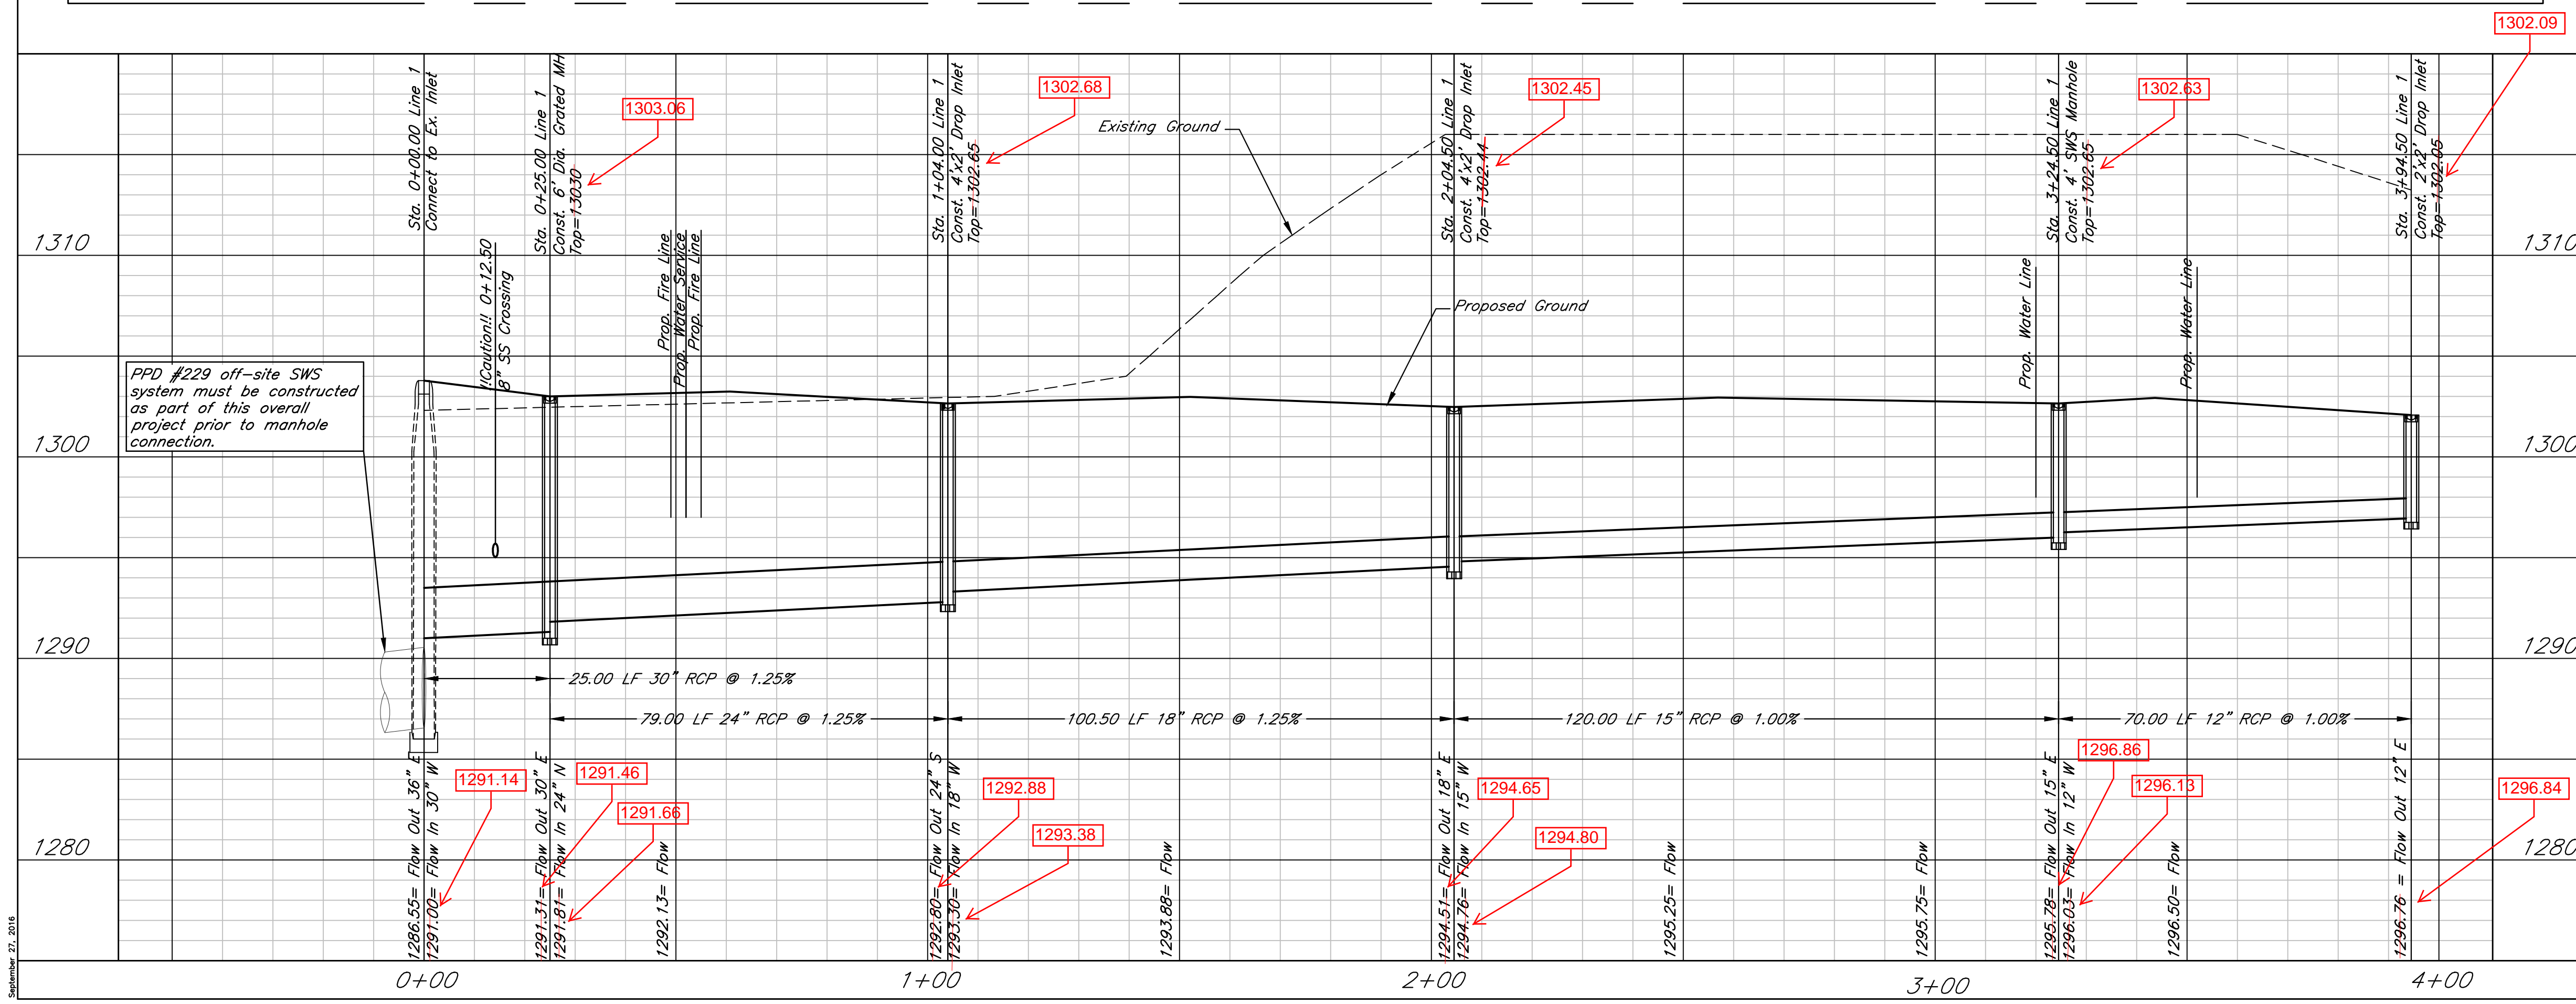 1302.09
1303.06
1302.68
1302.45
1302.63
Sta. 0+00.00 Line 1
Connect to Ex. Inlet
Sta. 0+25.00 Line 1
Const. 6' Dia. Grated MH
Top=13030
Sta. 1+04.00 Line 1
Const. 4'x2' Drop Inlet
Top=1302.65
Sta. 2+04.50 Line 1
Const. 4'x2' Drop Inlet
Top=1302.44
Sta. 3+24.50 Line 1
Const. 4' SWS Manhole
Top=1302.65
Sta. 3+94.50 Line 1
Const. 2'x2' Drop Inlet
Top=1302.05
Existing Ground
Proposed Ground
1310
1310
!!Caution!! 0+12.50
8" SS Crossing
Prop. Fire Line
Prop. Water Service
Prop. Fire Line
Prop. Water Line
Prop. Water Line
PPD #229 off-site SWS
system must be constructed
as part of this overall
project prior to manhole
connection.
1300
1300
1290
1290
25.00 LF 30" RCP @ 1.25%
79.00 LF 24" RCP @ 1.25%
100.50 LF 18" RCP @ 1.25%
120.00 LF 15" RCP @ 1.00%
70.00 LF 12" RCP @ 1.00%
1291.14
1291.46
1291.66
1292.88
1293.38
1294.65
1294.80
1296.86
1296.13
1296.84
1280
1280
1286.55= Flow Out 36" E
1291.00= Flow In 30" W
1291.31= Flow Out 30" E
1291.81= Flow In 24" N
1292.13= Flow
1292.80= Flow Out 24" S
1293.30= Flow In 18" W
1293.88= Flow
1294.51= Flow Out 18" E
1294.76= Flow In 15" W
1295.25= Flow
1295.75= Flow
1295.78= Flow Out 15" E
1296.03= Flow In 12" W
1296.50= Flow
1296.76 = Flow Out 12" E
0+00
1+00
2+00
3+00
4+00
September 27, 2016